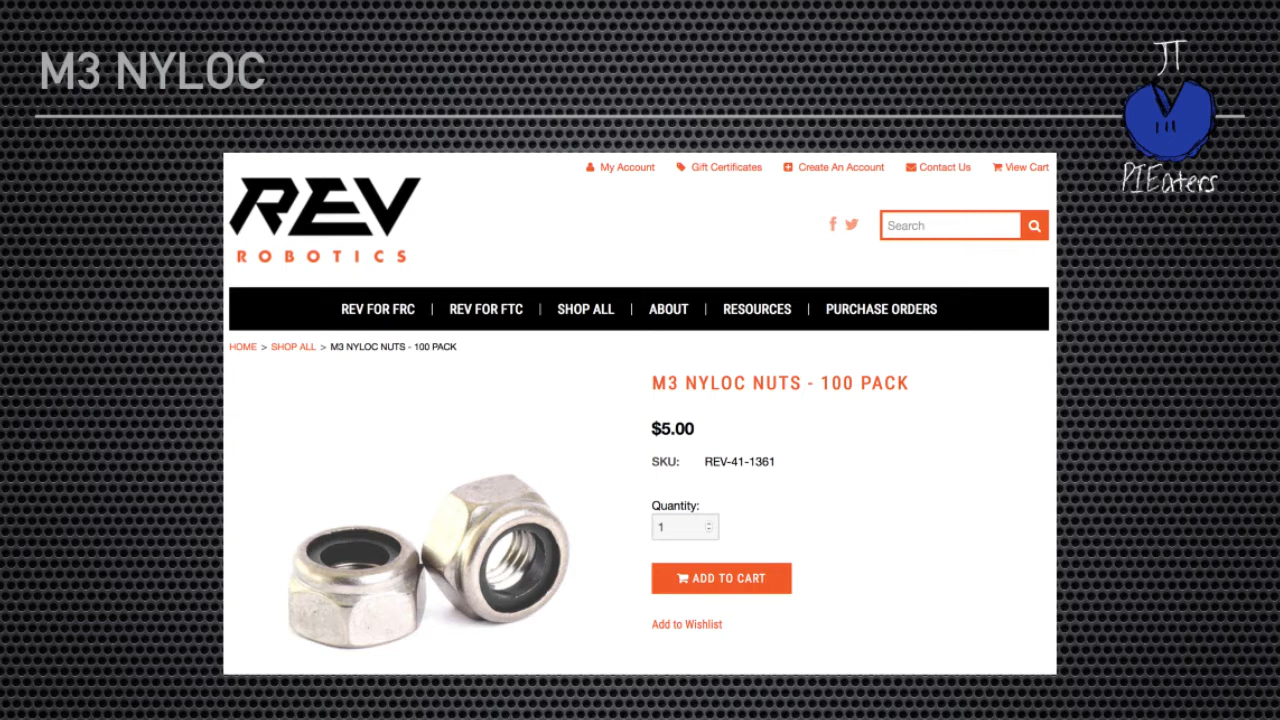 M3 NYLOC
JT
PIEaters
My Account Gift Certificates Create An Account Contact Us View Cart
REV
ROBOTICS
Search
REV FOR FRC | REV FOR FTC | SHOP ALL | ABOUT | RESOURCES | PURCHASE ORDERS
HOME > SHOP ALL > M3 NYLOC NUTS - 100 PACK
M3 NYLOC NUTS - 100 PACK
$5.00
SKU: REV-41-1361
Quantity:
1
ADD TO CART
Add to Wishlist